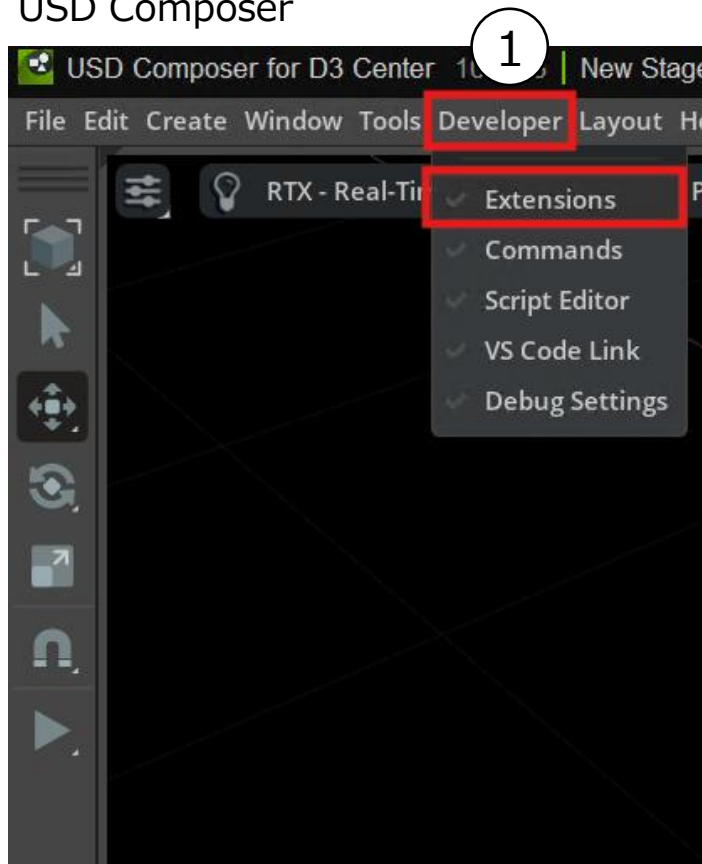 USD Composer
1
USD Composer for D3 Center New Stage
File Edit Create Window Tools Developer Layout
RTX - Real-Ti
Extensions
Commands
Script Editor
VS Code Link
Debug Settings